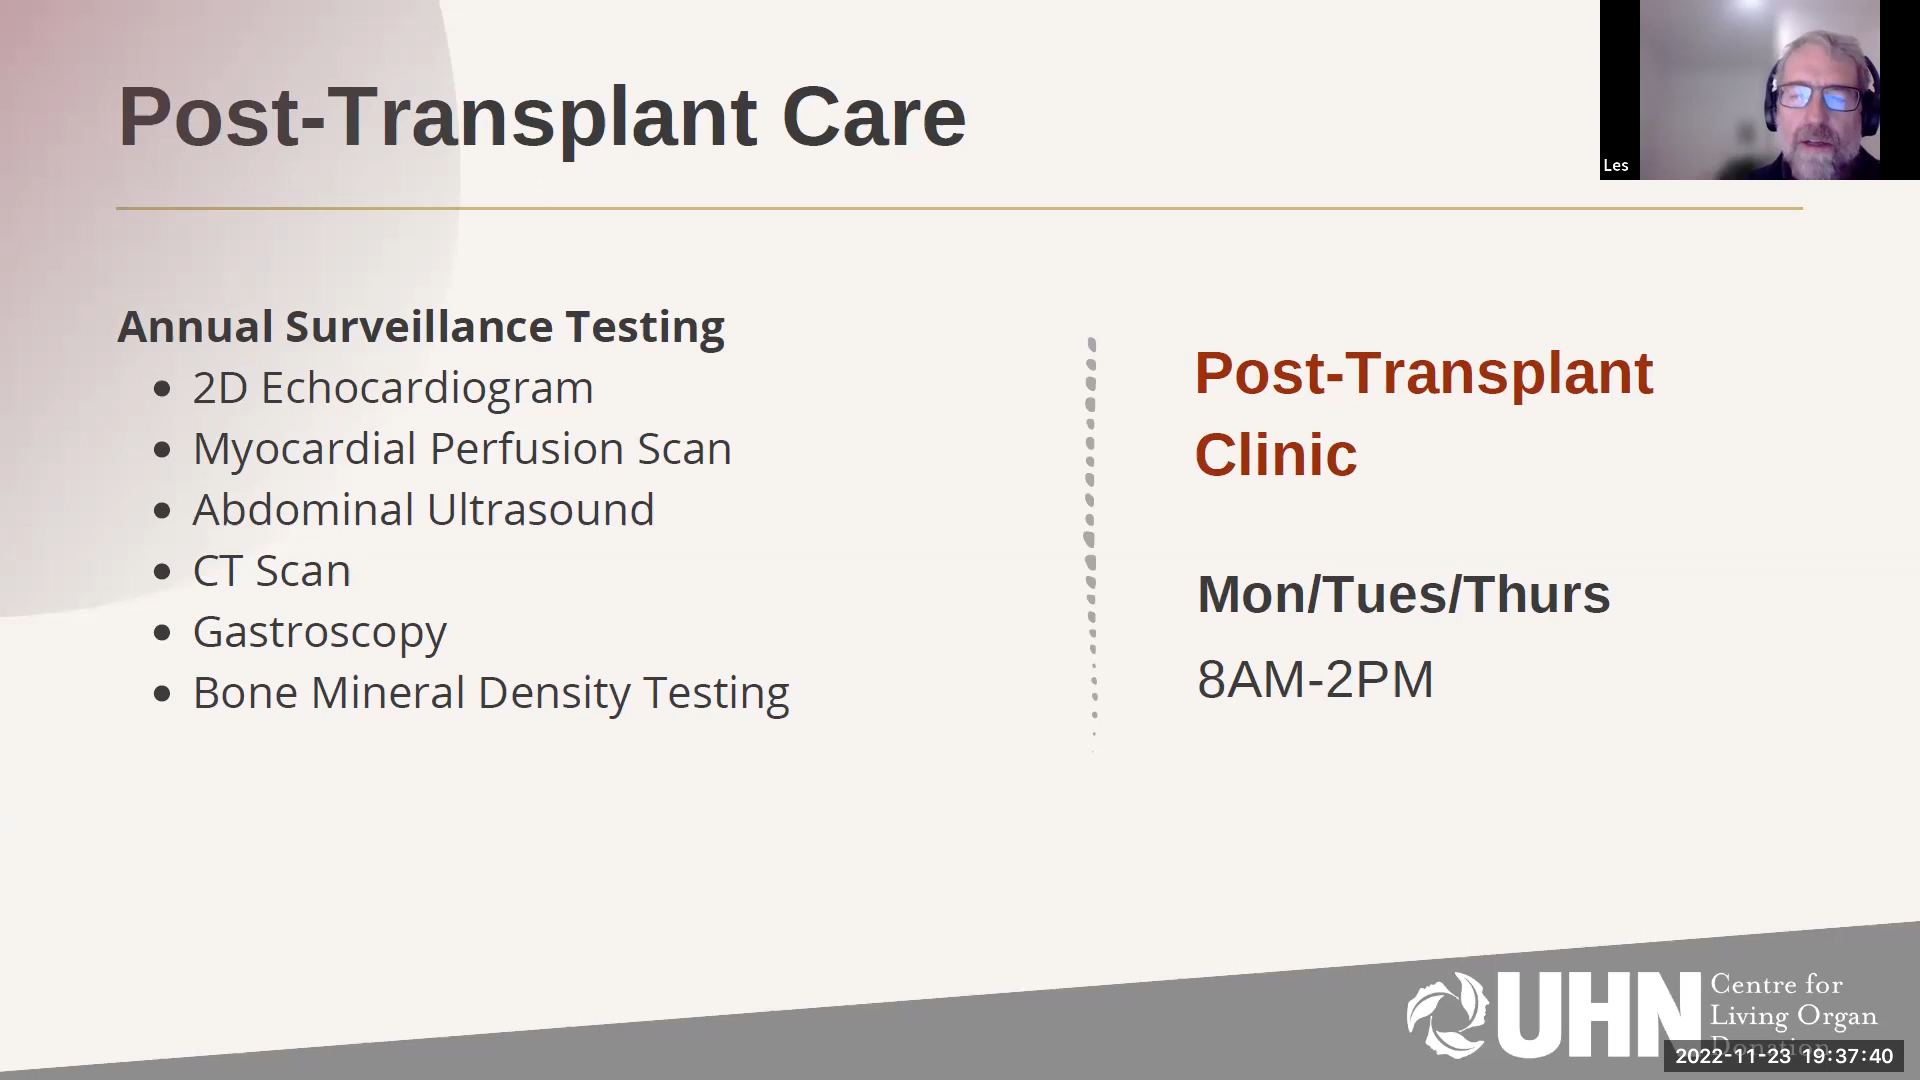 Post-Transplant Care
Les
Annual Surveillance Testing
• 2D Echocardiogram
• Myocardial Perfusion Scan
• Abdominal Ultrasound
• CT Scan
• Gastroscopy
• Bone Mineral Density Testing
Post-Transplant
Clinic
Mon/Tues/Thurs
8AM-2PM
UHN
Centre for
Living Organ
Donation
2022-11-23 19:37:40